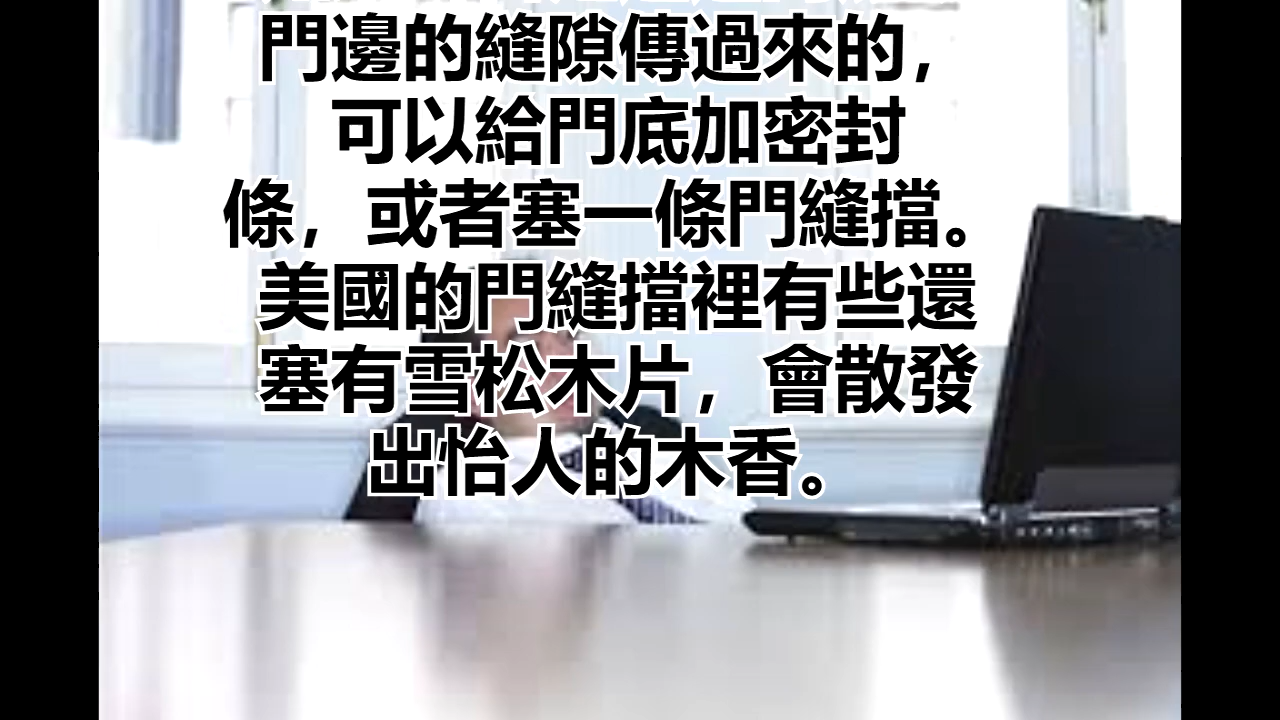 門邊的縫隙傳過來的,
可以給門底加密封
條,或者塞一條門縫擋。
美國的門縫擋裡有些還
塞有雪松木片,會散發
出怡人的木香。